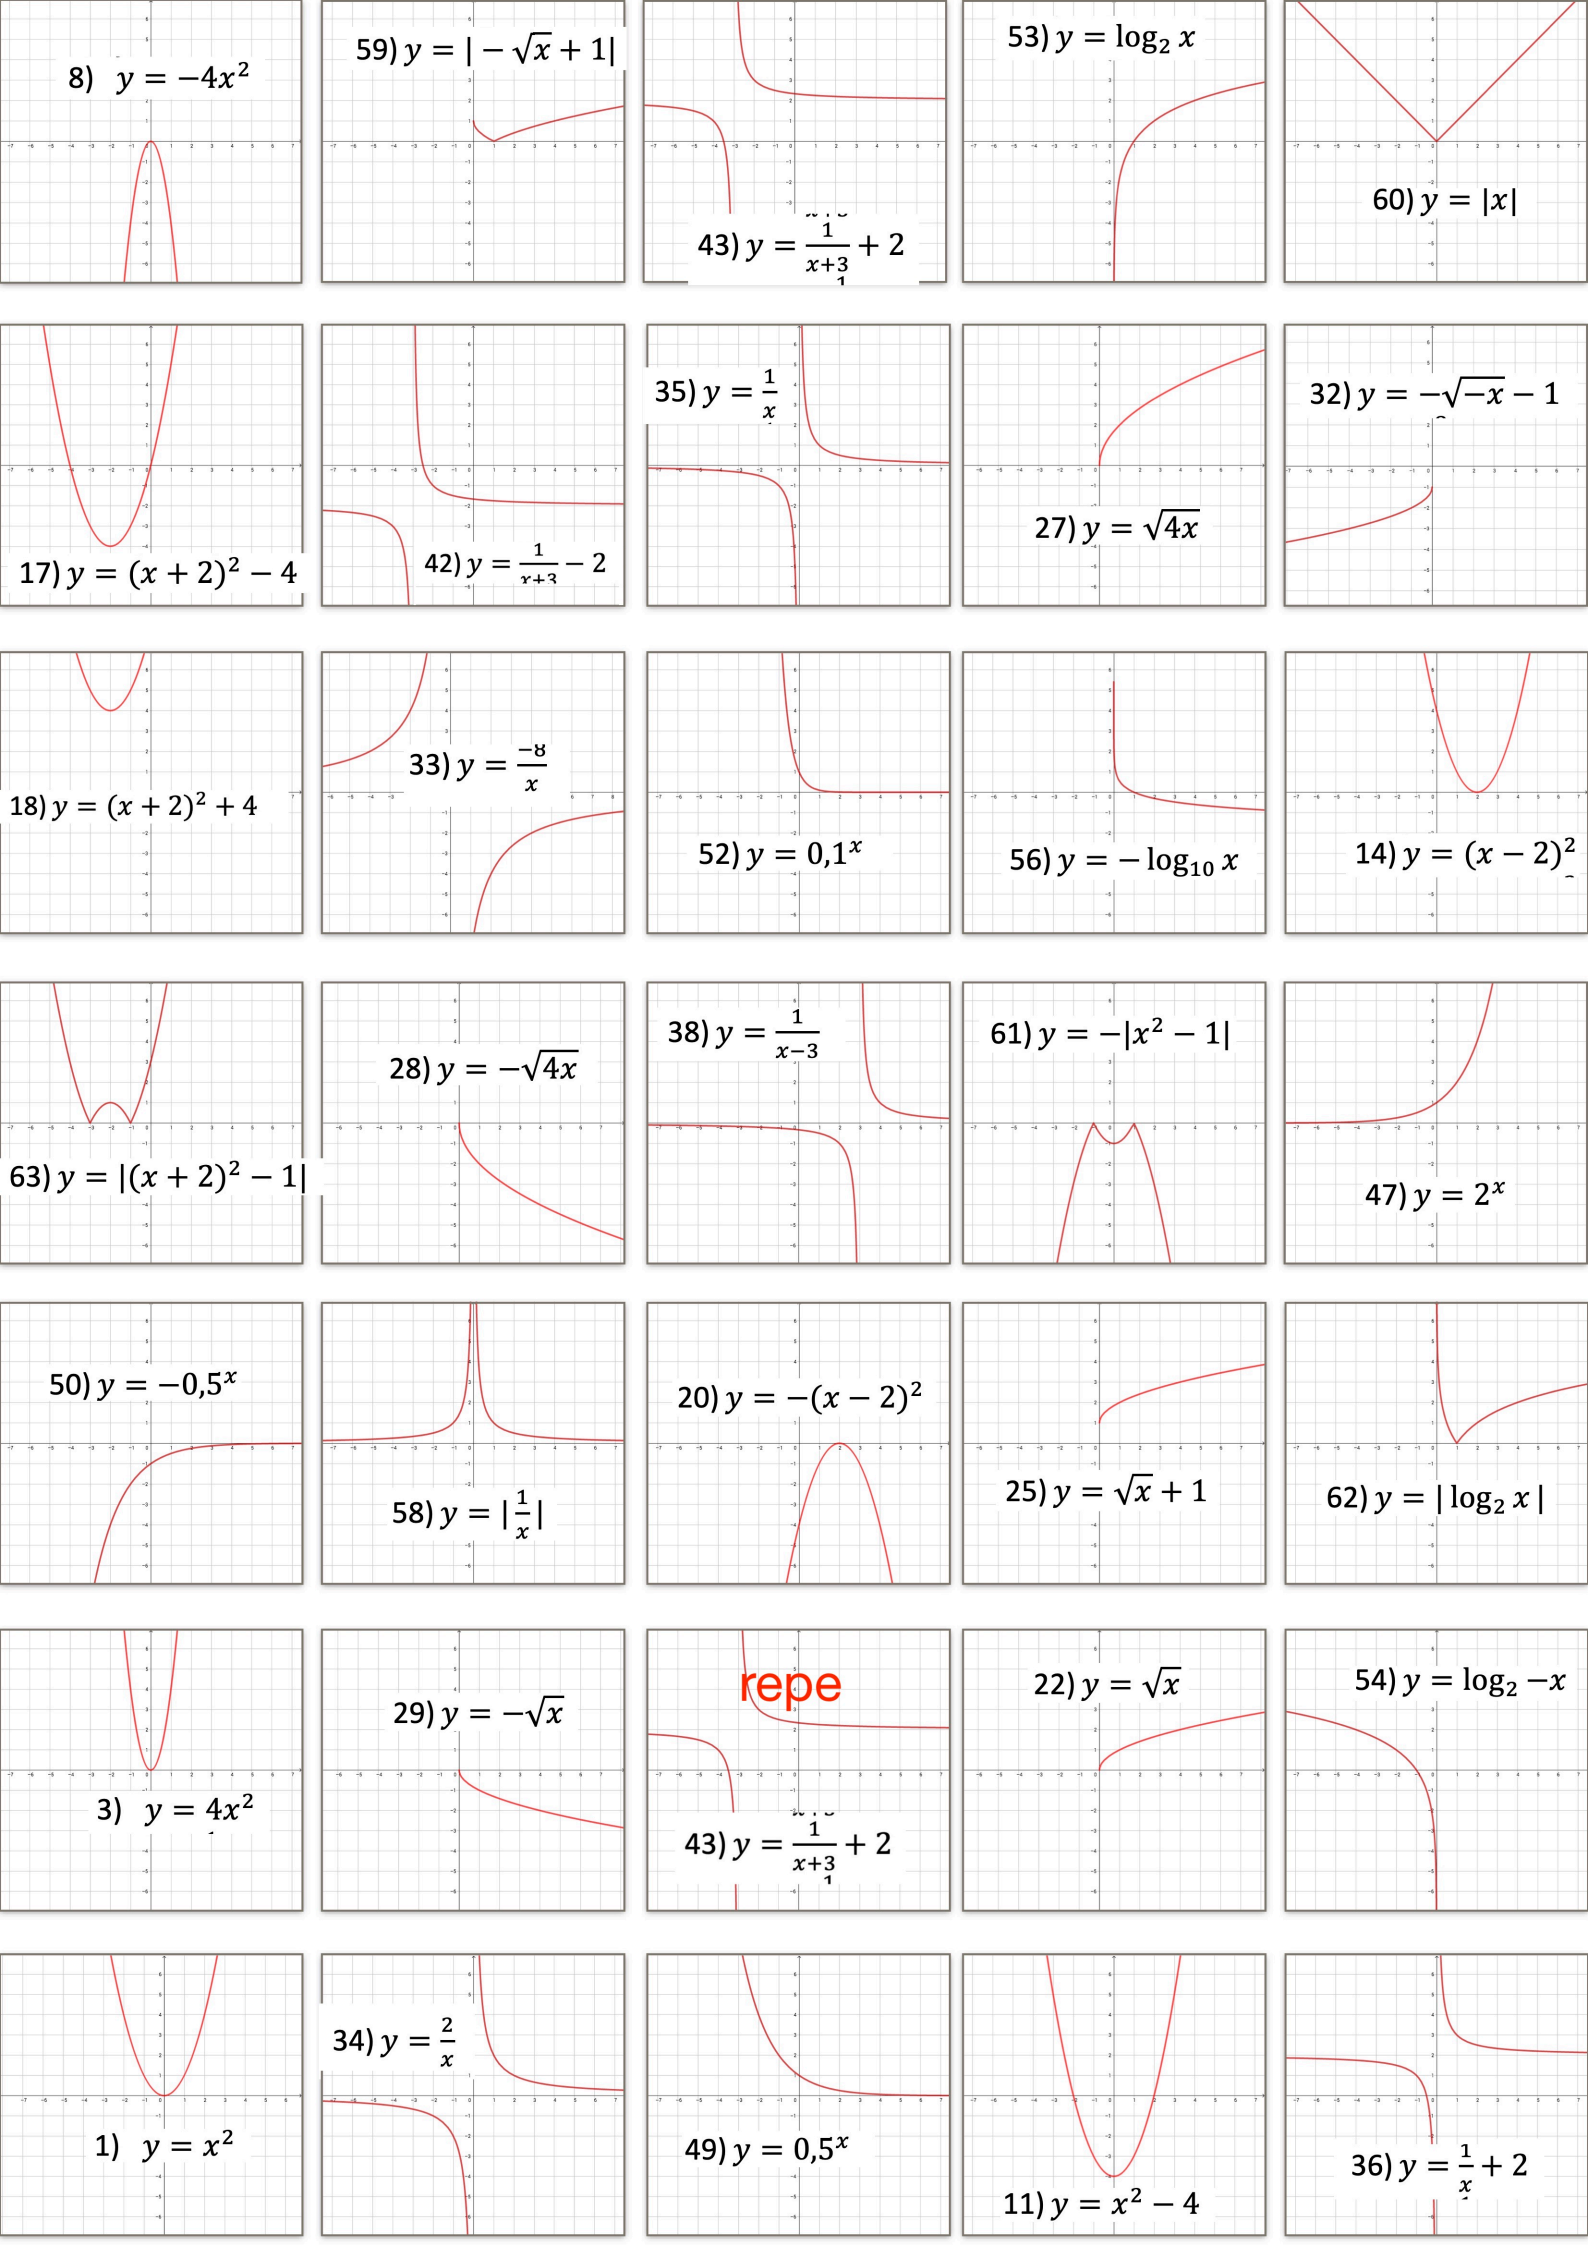 8) y = −4x²
59) y = | − √x + 1|
43) y = 1/(x+3) + 2
53) y = log₂ x
60) y = |x|
17) y = (x + 2)² − 4
42) y = 1/(x+3) − 2
35) y = 1/x
27) y = √4x
32) y = −√−x − 1
18) y = (x + 2)² + 4
33) y = −8/x
52) y = 0,1ˣ
56) y = − log₁₀ x
14) y = (x − 2)²
63) y = |(x + 2)² − 1|
28) y = −√4x
38) y = 1/(x−3)
61) y = −|x² − 1|
47) y = 2ˣ
50) y = −0,5ˣ
58) y = |1/x|
20) y = −(x − 2)²
25) y = √x + 1
62) y = | log₂ x |
3) y = 4x²
29) y = −√x
repe
43) y = 1/(x+3) + 2
22) y = √x
54) y = log₂ −x
1) y = x²
34) y = 2/x
49) y = 0,5ˣ
11) y = x² − 4
36) y = 1/x + 2